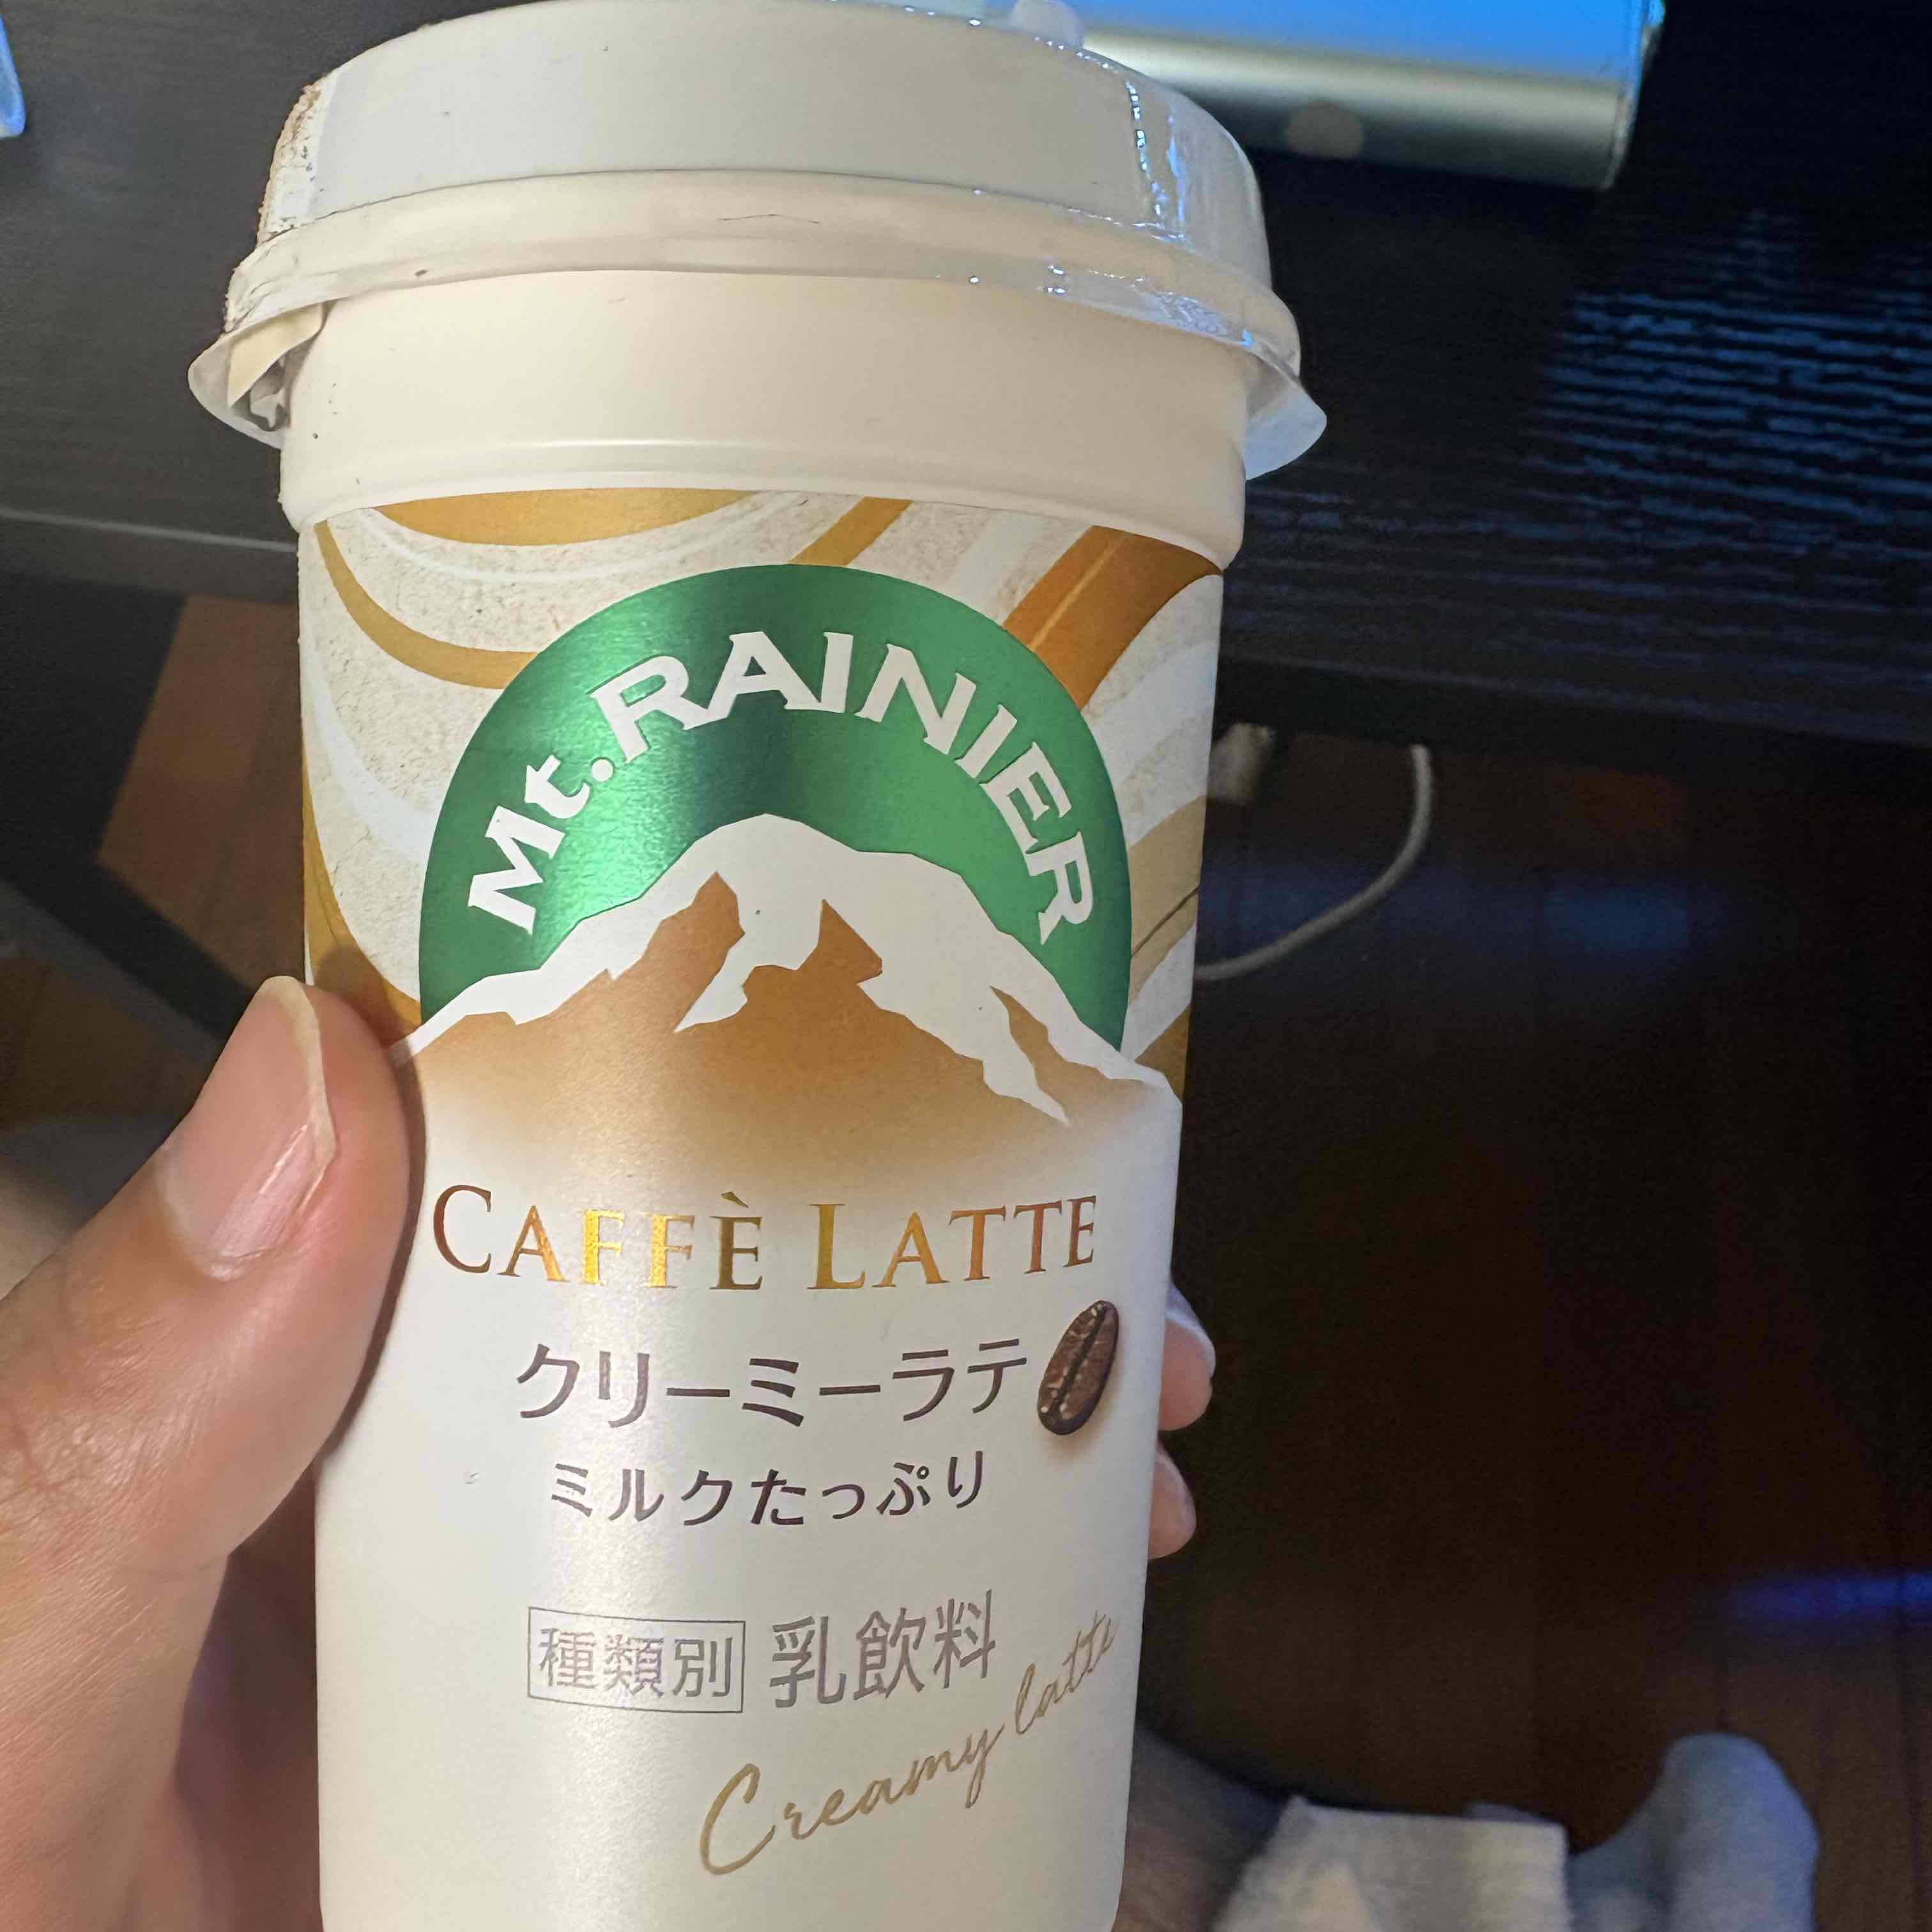 Mt. RAINIER
CAFFÈ LATTE
クリーミーラテ
ミルクたっぷり
種類別 乳飲料
Creamy latte